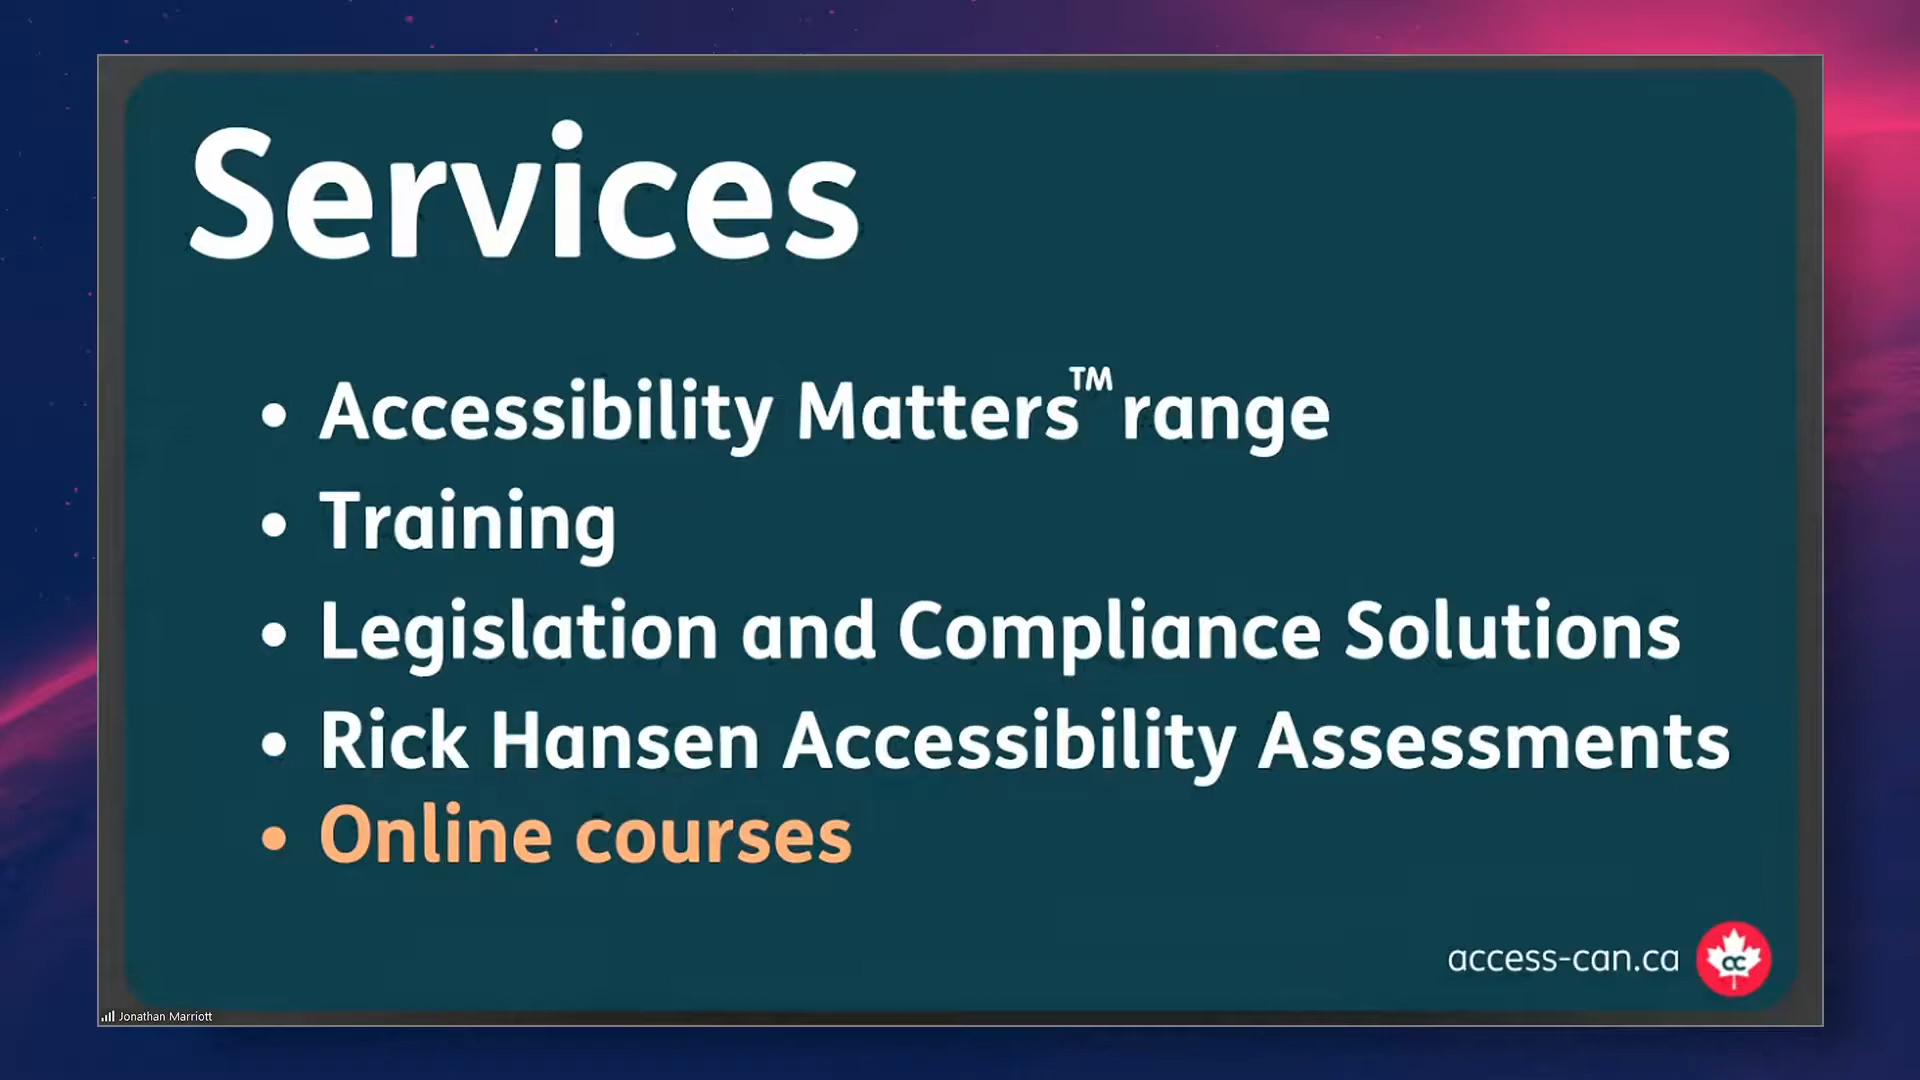 Services
• Accessibility Matters™ range
• Training
• Legislation and Compliance Solutions
• Rick Hansen Accessibility Assessments
• Online courses
access-can.ca
ac
Jonathan Marriott